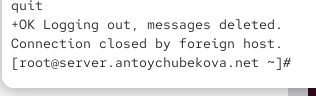 quit
+OK Logging out, messages deleted.
Connection closed by foreign host.
[root@server.antoychubekova.net ~]#